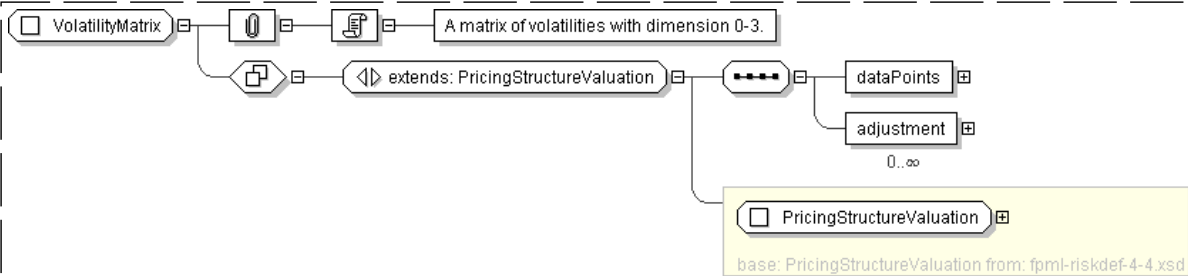 VolatilityMatrix
A matrix of volatilities with dimension 0-3.
extends: PricingStructureValuation
dataPoints
adjustment
0..∞
PricingStructureValuation
base: PricingStructureValuation from: fpml-riskdef-4-4.xsd